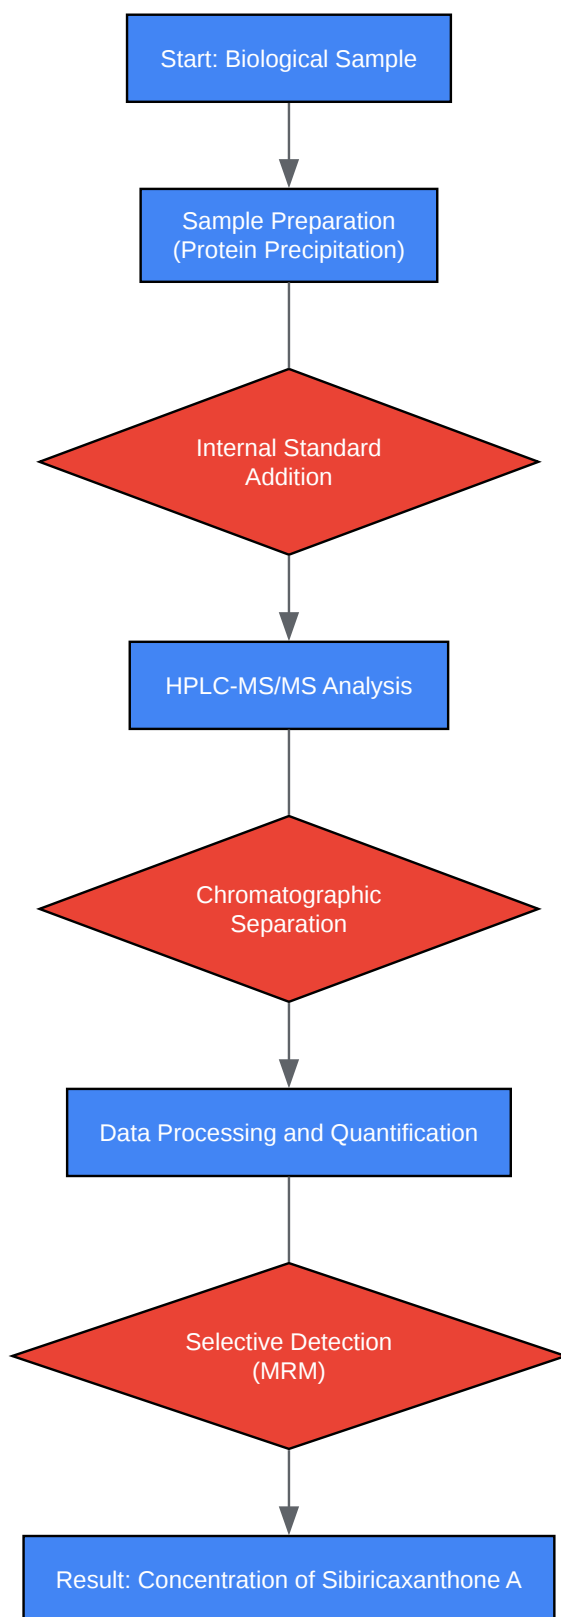 Start: Biological Sample
Sample Preparation
(Protein Precipitation)
Internal Standard
Addition
HPLC-MS/MS Analysis
Chromatographic
Separation
Data Processing and Quantification
Selective Detection
(MRM)
Result: Concentration of Sibiricaxanthone A